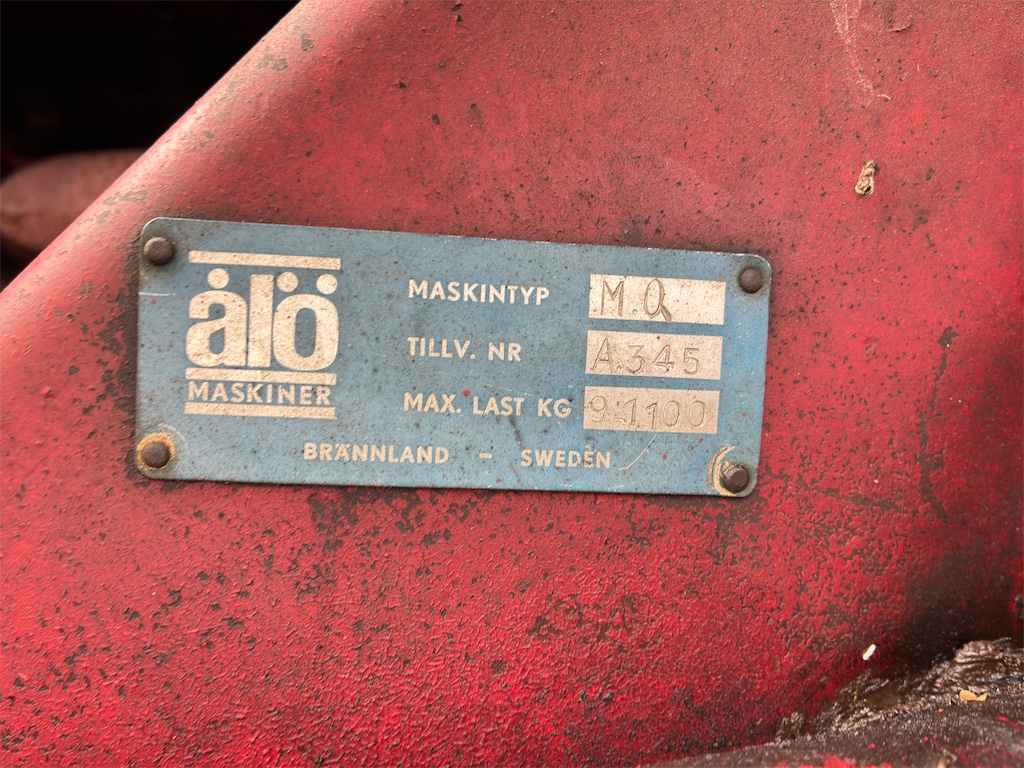 ålö
MASKINER
MASKINTYP M.Q
TILLV. NR A.345
MAX. LAST KG 9.1100
BRÄNNLAND - SWEDEN